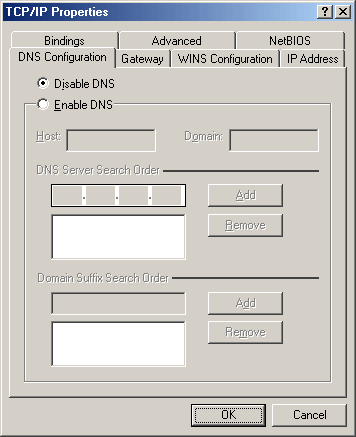 TCP/IP Properties
Bindings Advanced NetBIOS
DNS Configuration Gateway WINS Configuration IP Address
Disable DNS
Enable DNS
Host: Domain:
DNS Server Search Order
. . . Add
Remove
Domain Suffix Search Order
Add
Remove
OK Cancel